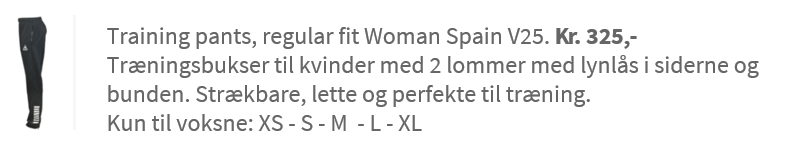 Training pants, regular fit Woman Spain V25. Kr. 325,-
Træningsbukser til kvinder med 2 lommer med lynlås i siderne og
bunden. Strækbare, lette og perfekte til træning.
Kun til voksne: XS - S - M  - L - XL